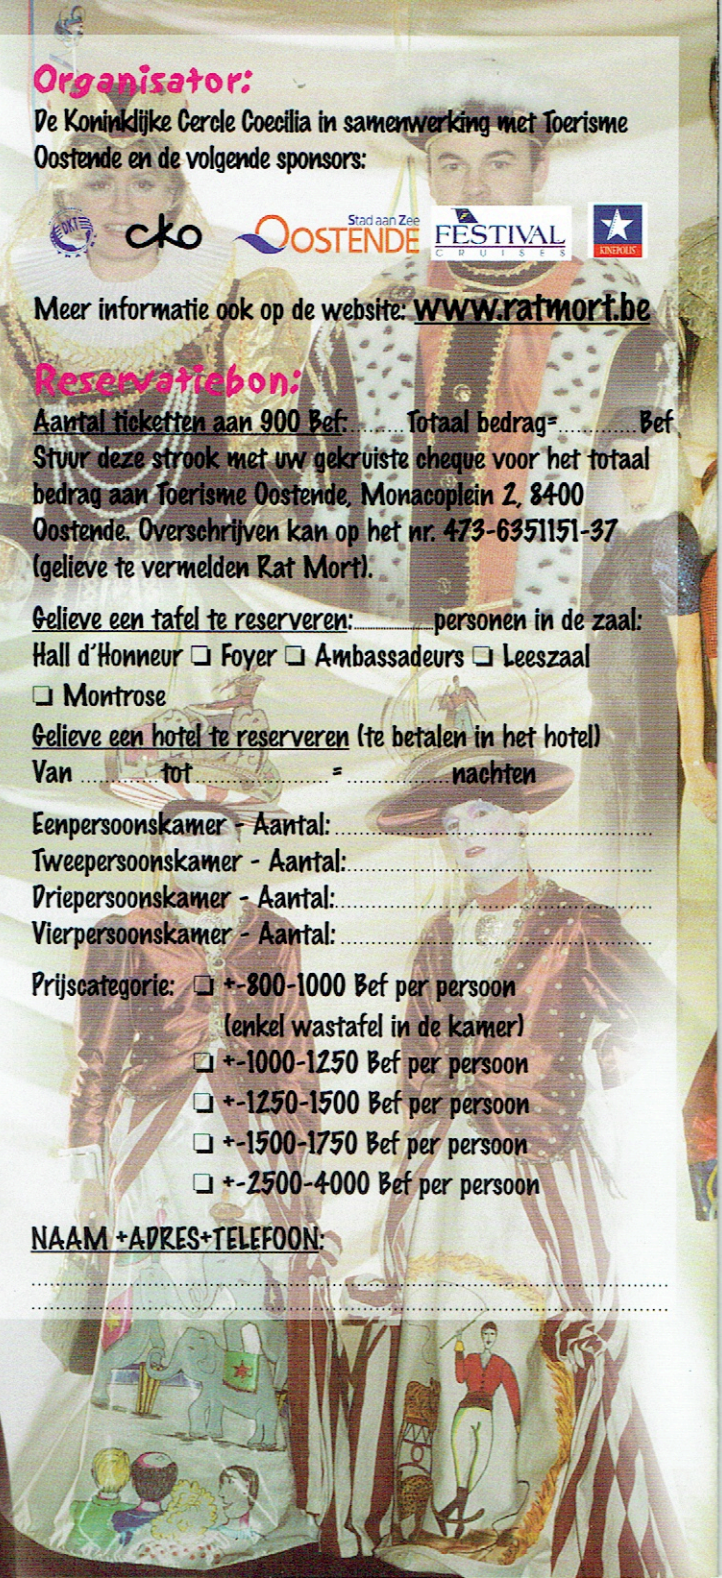 Organisator:
De Koninklijke Cercle Coecilia in samenwerking met Toerisme
Oostende en de volgende sponsors:
DKT cko Stad aan Zee OOSTENDE FESTIVAL CRUISES KINEPOLIS
Meer informatie ook op de website: www.ratmort.be
Reservatiebon:
Aantal ticketten aan 900 Bef:......... Totaal bedrag=............. Bef
Stuur deze strook met uw gekruiste cheque voor het totaal
bedrag aan Toerisme Oostende, Monacoplein 2, 8400
Oostende. Overschrijven kan op het nr. 473-6351151-37
(gelieve te vermelden Rat Mort).
Gelieve een tafel te reserveren:....................personen in de zaal:
Hall d'Honneur ❏ Foyer ❏ Ambassadeurs ❏ Leeszaal
❏ Montrose
Gelieve een hotel te reserveren (te betalen in het hotel)
Van .............tot...................... = .................nachten
Eenpersoonskamer - Aantal:.....................................................
Tweepersoonskamer - Aantal:...................................................
Driepersoonskamer - Aantal:.....................................................
Vierpersoonskamer - Aantal: ....................................................
Prijscategorie: ❏ +-800-1000 Bef per persoon
(enkel wastafel in de kamer)
❏ +-1000-1250 Bef per persoon
❏ +-1250-1500 Bef per persoon
❏ +-1500-1750 Bef per persoon
❏ +-2500-4000 Bef per persoon
NAAM +ADRES+TELEFOON:
..........................................................................................................
..........................................................................................................